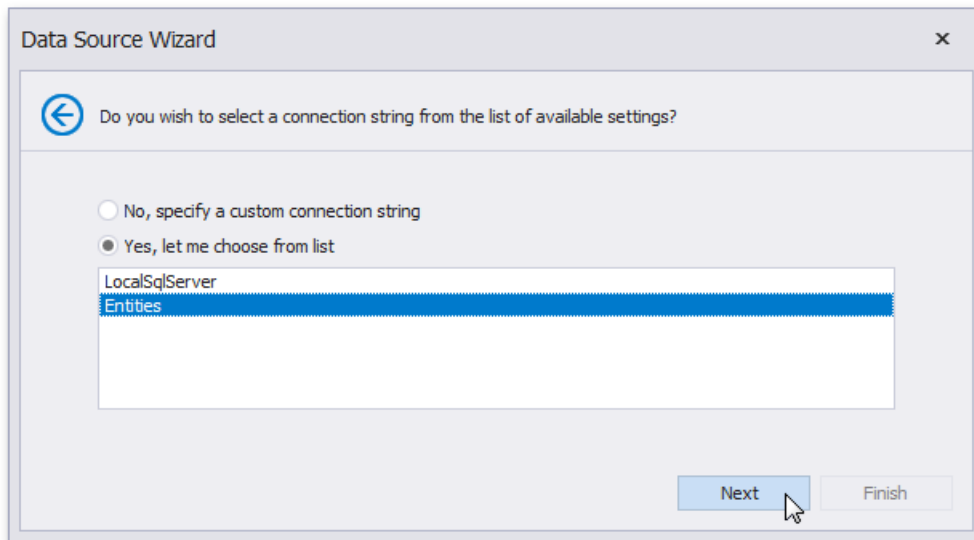 Data Source Wizard
Do you wish to select a connection string from the list of available settings?
No, specify a custom connection string
Yes, let me choose from list
LocalSqlServer
Entities
Next
Finish